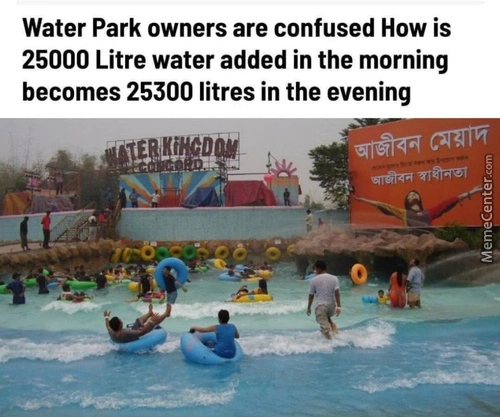 Water Park owners are confused How is
25000 Litre water added in the morning
becomes 25300 litres in the evening
WATER KINGDOM
CONCORD
আজীবন মেয়াদ
আজীবন স্বাধীনতা
MemeCenter.com